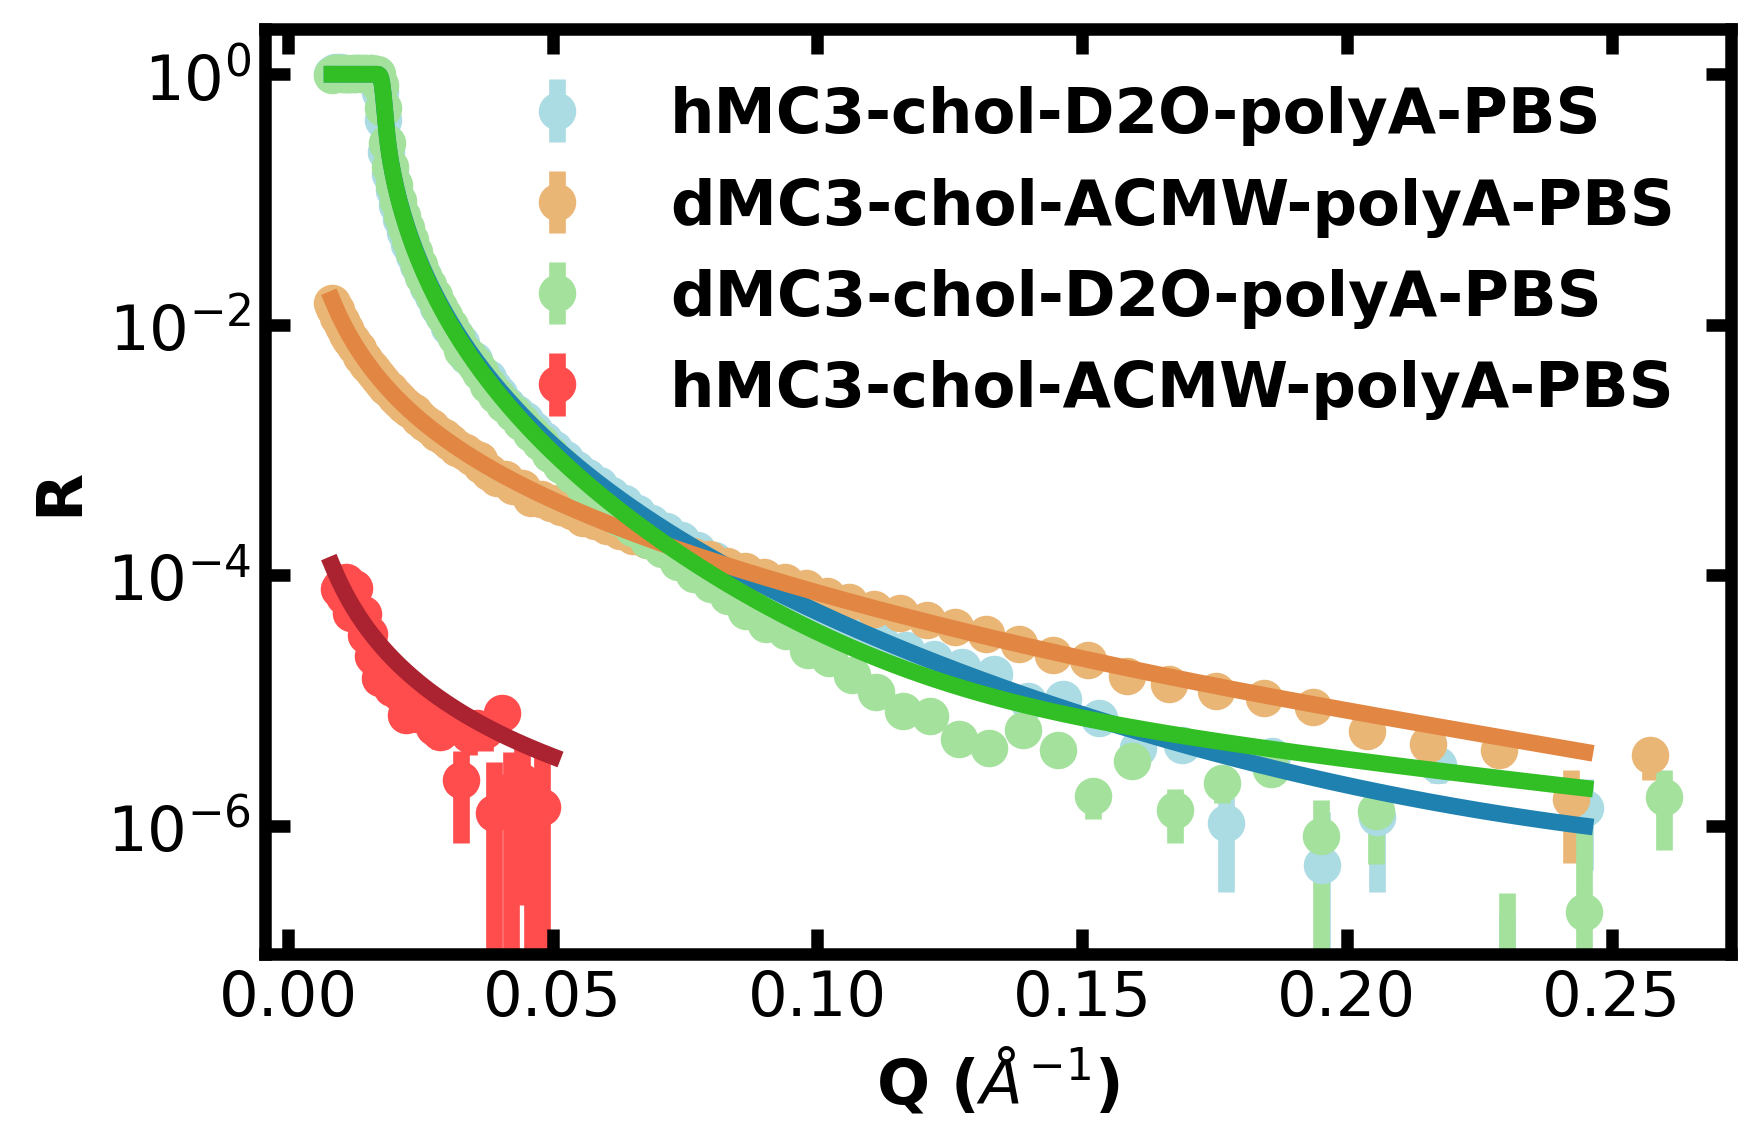 10⁰
10⁻²
10⁻⁴
10⁻⁶
R
hMC3-chol-D2O-polyA-PBS
dMC3-chol-ACMW-polyA-PBS
dMC3-chol-D2O-polyA-PBS
hMC3-chol-ACMW-polyA-PBS
0.00 0.05 0.10 0.15 0.20 0.25
Q (Å⁻¹)